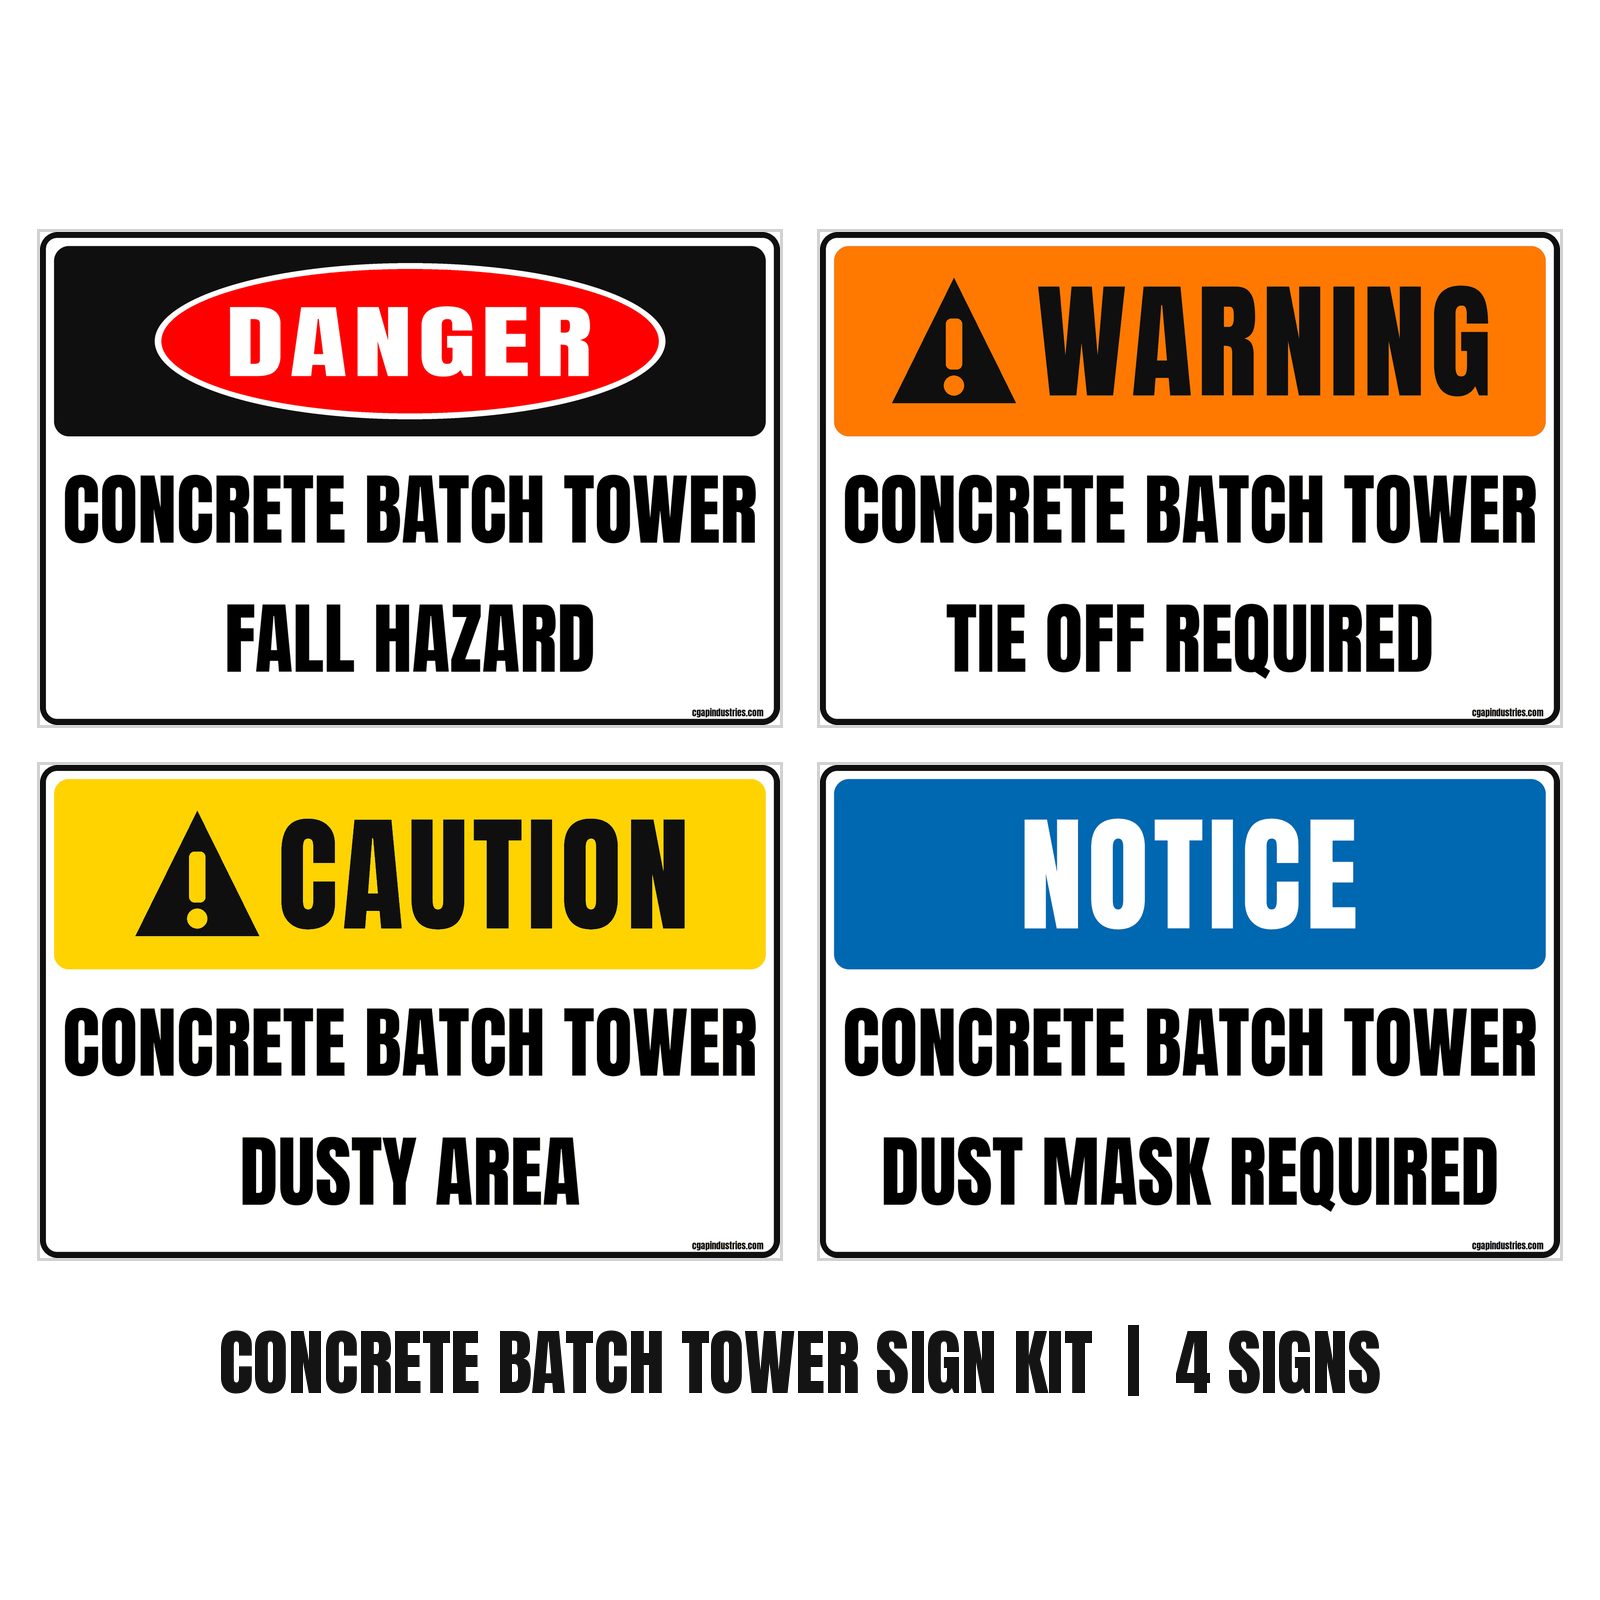 DANGER
CONCRETE BATCH TOWER
FALL HAZARD
cgapindustries.com
WARNING
CONCRETE BATCH TOWER
TIE OFF REQUIRED
cgapindustries.com
CAUTION
CONCRETE BATCH TOWER
DUSTY AREA
cgapindustries.com
NOTICE
CONCRETE BATCH TOWER
DUST MASK REQUIRED
cgapindustries.com
CONCRETE BATCH TOWER SIGN KIT | 4 SIGNS